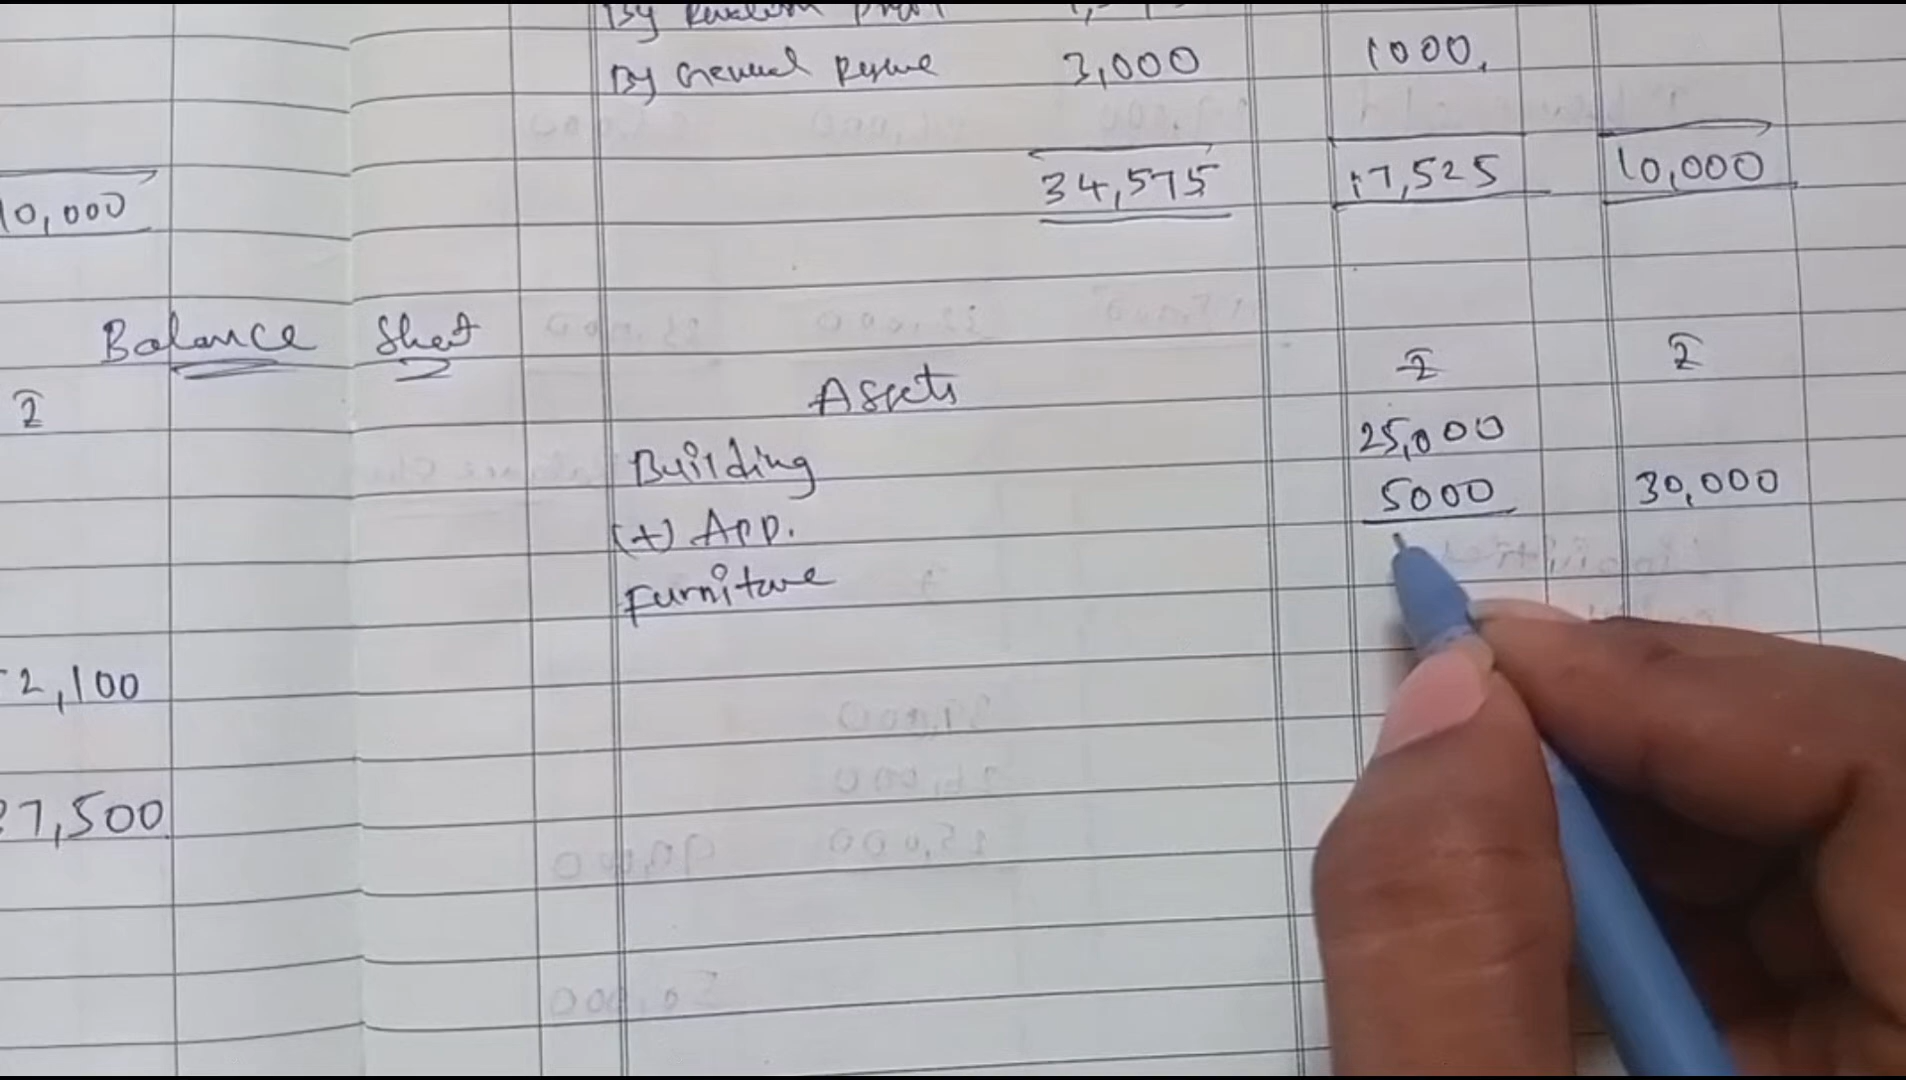 By
By General Reserve 3,000 1000.
34,575 17,525 10,000
10,000
Balance Sheet
Assets
Building 25,000
(+) App. 5000 30,000
Furniture
2,100
7,500